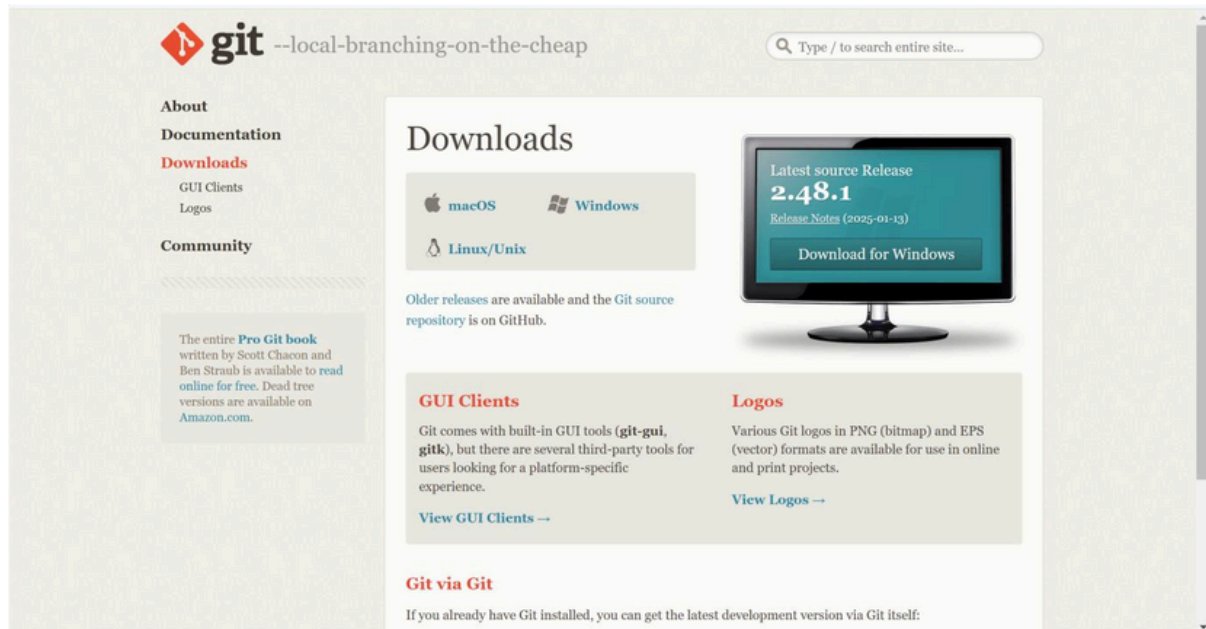 git --local-branching-on-the-cheap
Type / to search entire site...
About
Documentation
Downloads
GUI Clients
Logos
Community
The entire Pro Git book
written by Scott Chacon and
Ben Straub is available to read
online for free. Dead tree
versions are available on
Amazon.com.
Downloads
macOS
Windows
Linux/Unix
Older releases are available and the Git source
repository is on GitHub.
Latest source Release
2.48.1
Release Notes (2025-01-13)
Download for Windows
GUI Clients
Git comes with built-in GUI tools (git-gui,
gitk), but there are several third-party tools for
users looking for a platform-specific
experience.
View GUI Clients →
Logos
Various Git logos in PNG (bitmap) and EPS
(vector) formats are available for use in online
and print projects.
View Logos →
Git via Git
If you already have Git installed, you can get the latest development version via Git itself: